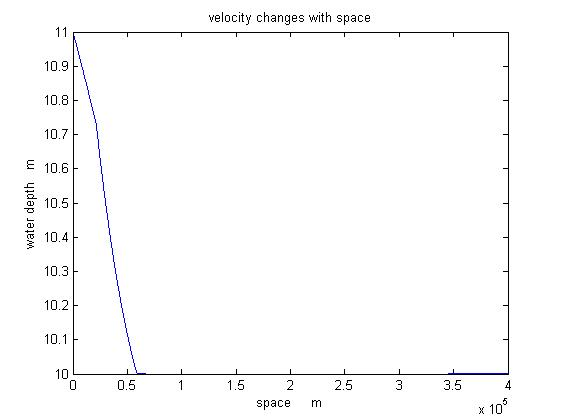 velocity changes with space
11
10.9
10.8
10.7
10.6
10.5
10.4
10.3
10.2
10.1
10
water depth m
0 0.5 1 1.5 2 2.5 3 3.5 4
space m
x 10^5